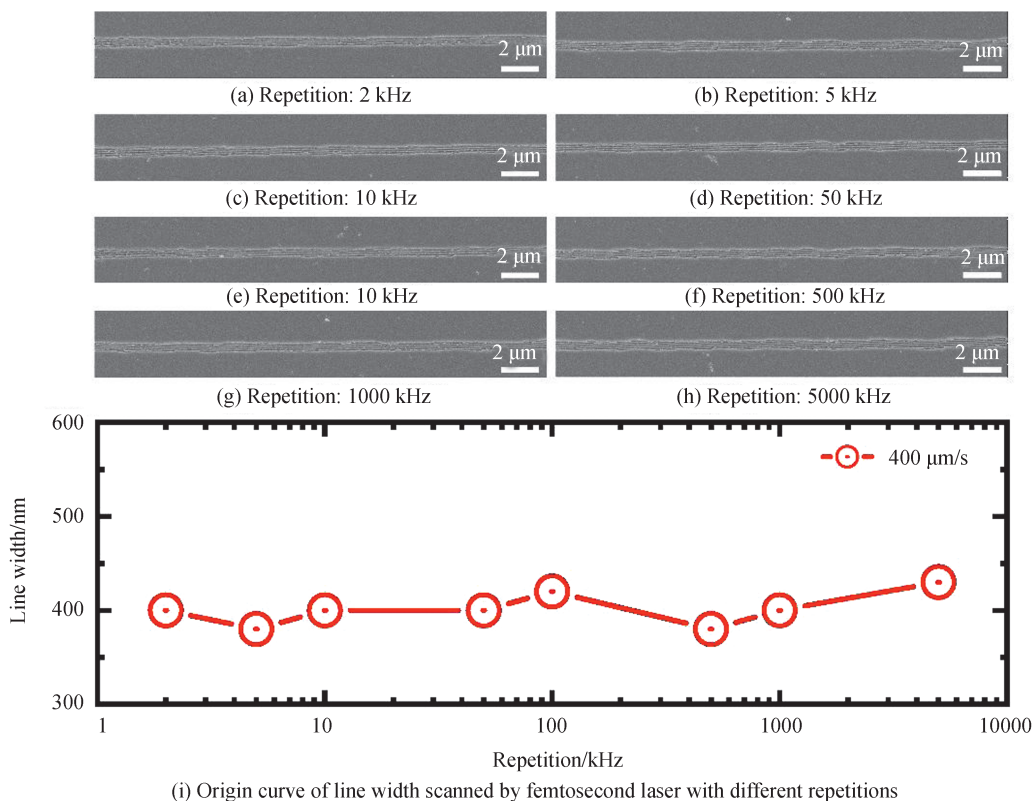 2 μm
2 μm
(a) Repetition: 2 kHz
(b) Repetition: 5 kHz
2 μm
2 μm
(c) Repetition: 10 kHz
(d) Repetition: 50 kHz
2 μm
2 μm
(e) Repetition: 10 kHz
(f) Repetition: 500 kHz
2 μm
2 μm
(g) Repetition: 1000 kHz
(h) Repetition: 5000 kHz
600
400 μm/s
500
Line width/nm
400
300
1
10
100
1000
10000
Repetition/kHz
(i) Origin curve of line width scanned by femtosecond laser with different repetitions